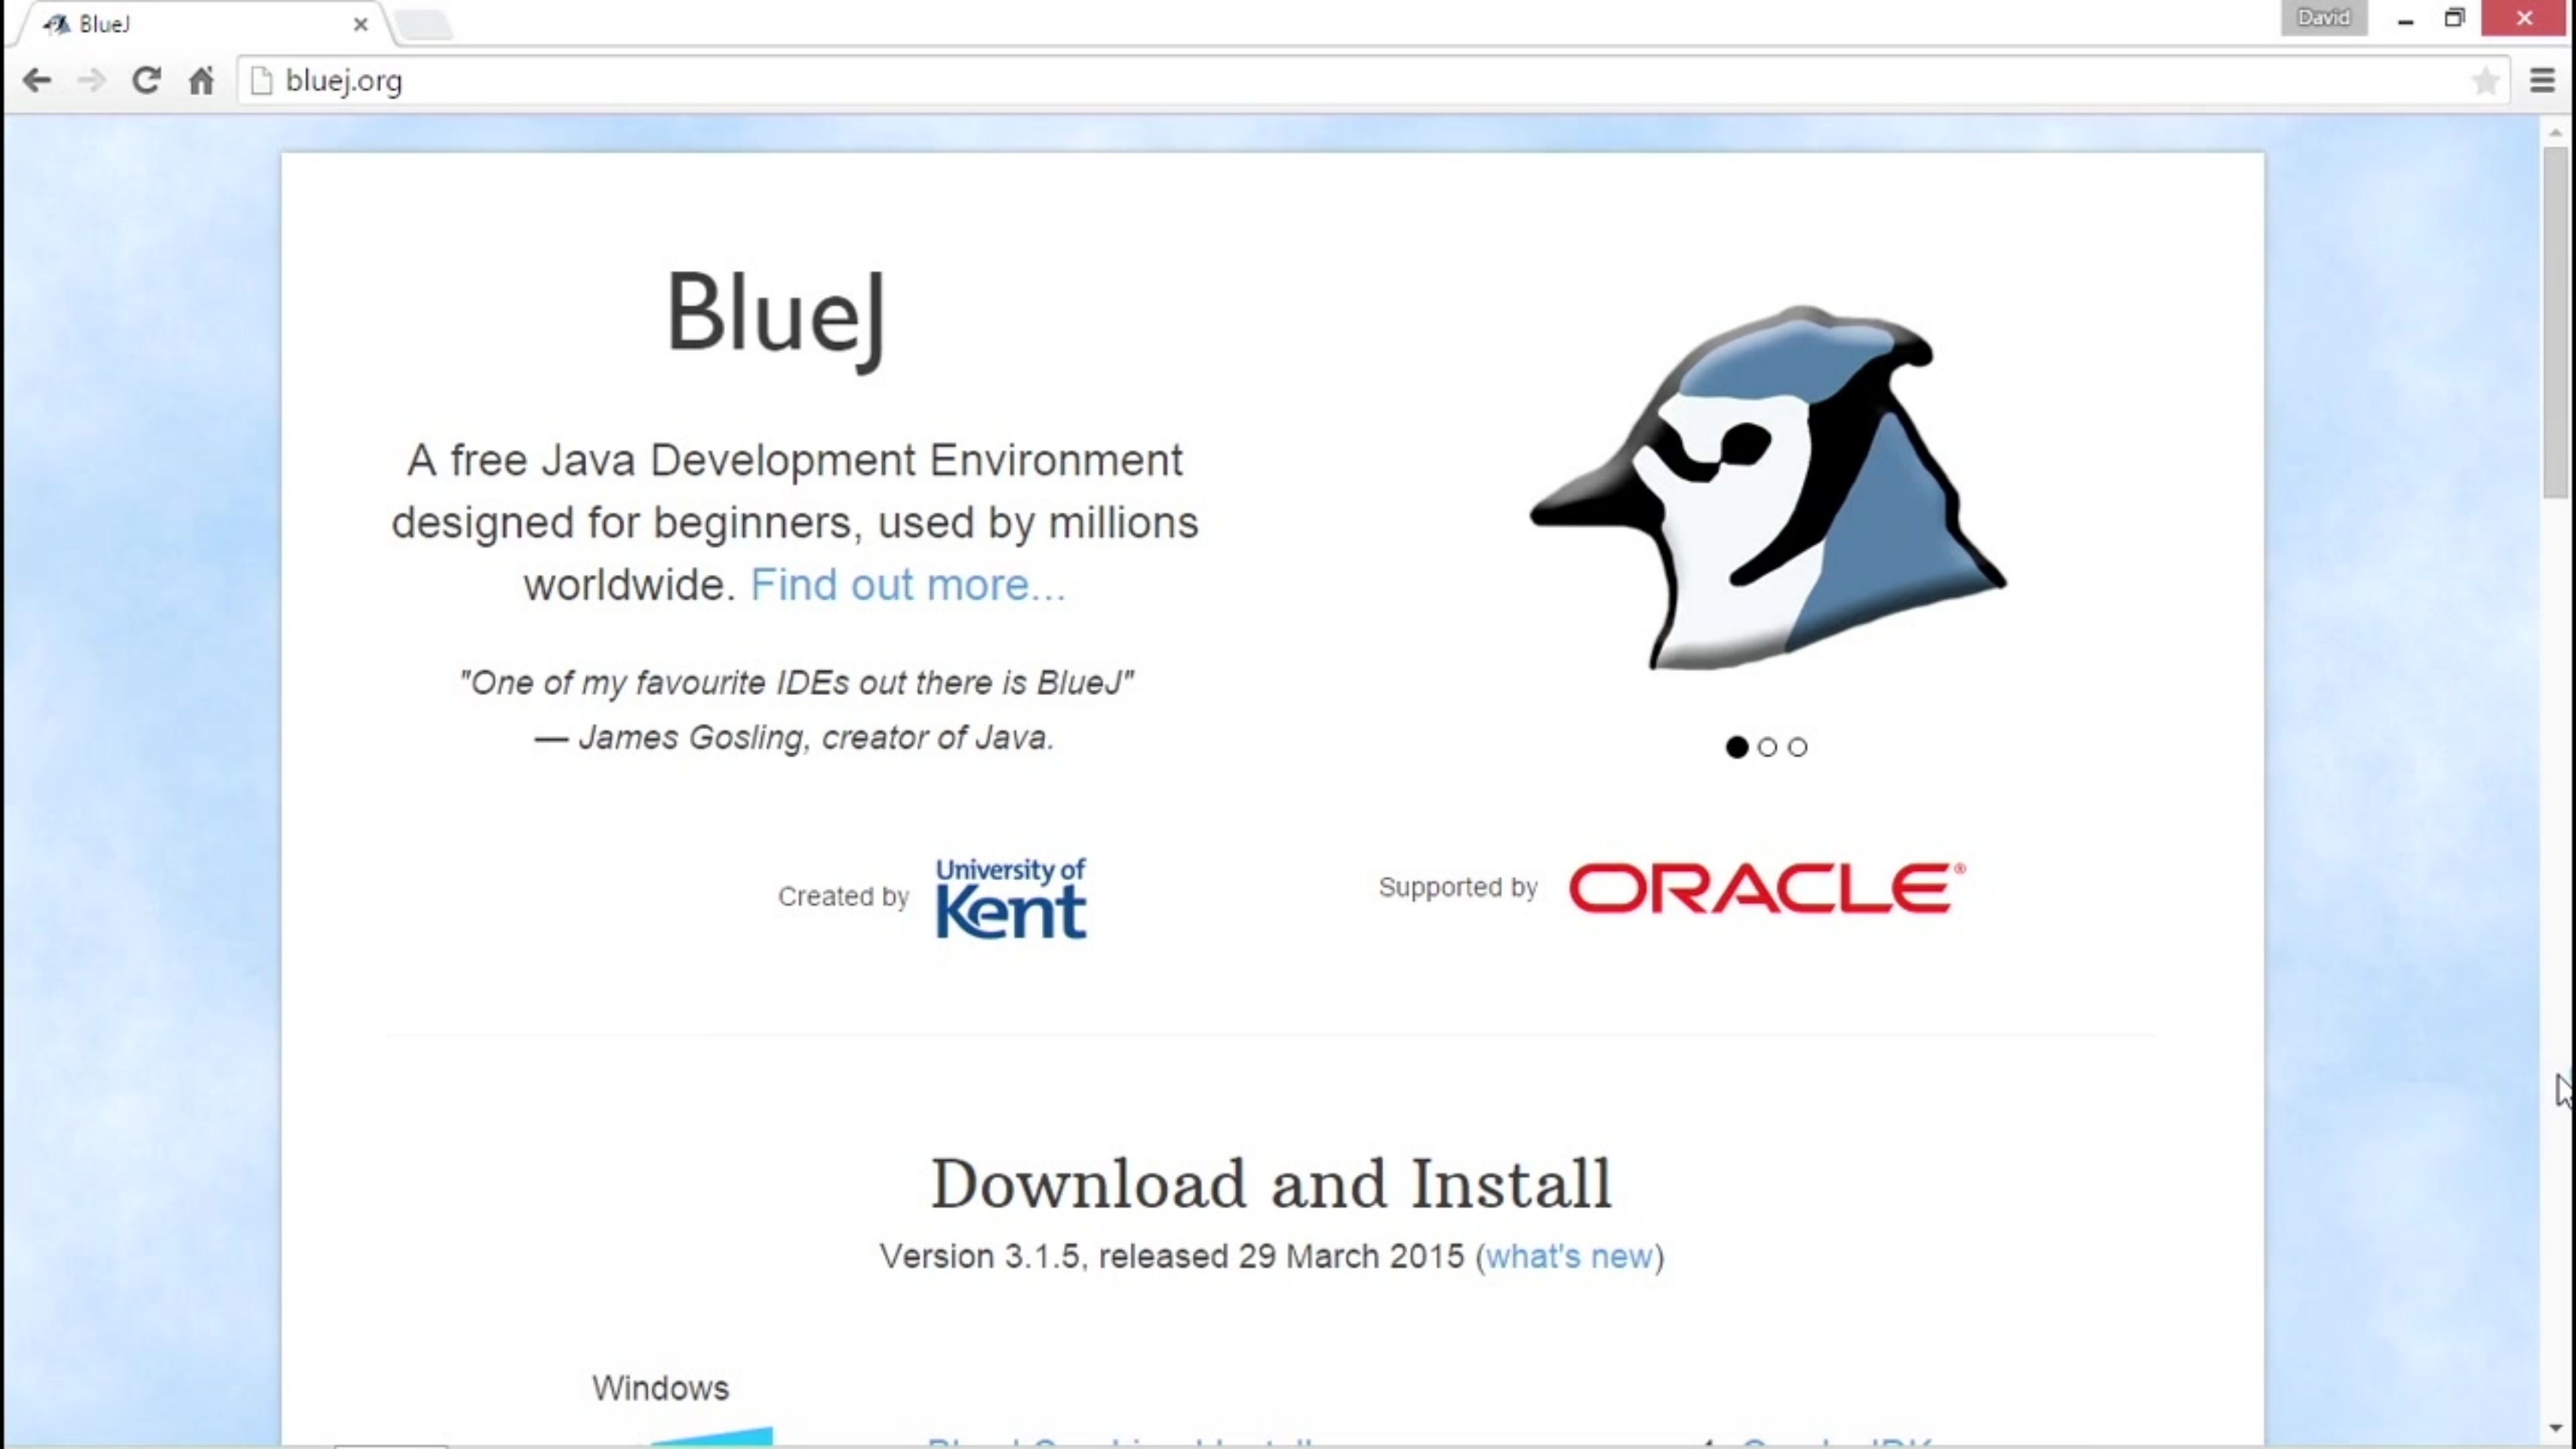 BlueJ
David
bluej.org
BlueJ
A free Java Development Environment
designed for beginners, used by millions
worldwide. Find out more...
"One of my favourite IDEs out there is BlueJ"
— James Gosling, creator of Java.
Created by
University of
Kent
Supported by
ORACLE®
Download and Install
Version 3.1.5, released 29 March 2015 (what's new)
Windows